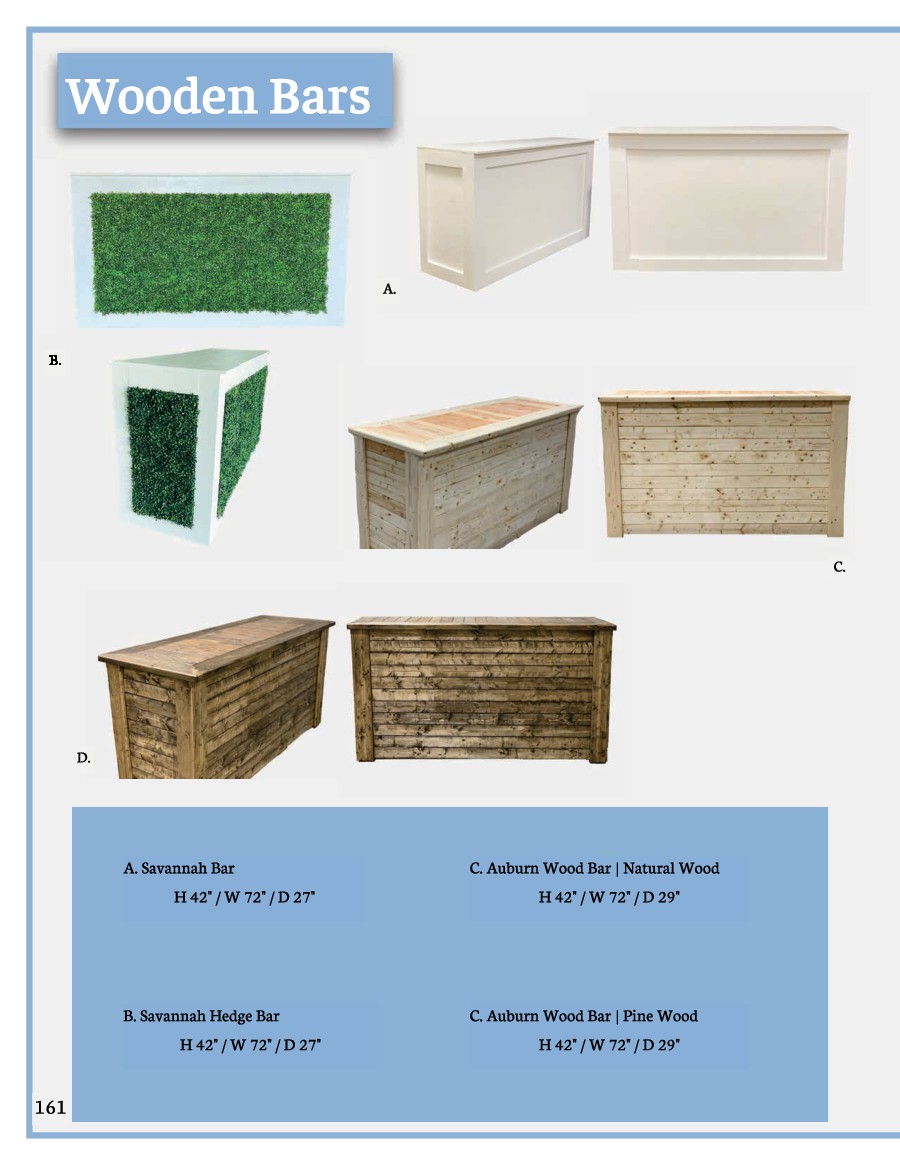 Wooden Bars
A.
B.
C.
D.
A. Savannah Bar
H 42" / W 72" / D 27"
C. Auburn Wood Bar | Natural Wood
H 42" / W 72" / D 29"
B. Savannah Hedge Bar
H 42" / W 72" / D 27"
C. Auburn Wood Bar | Pine Wood
H 42" / W 72" / D 29"
161